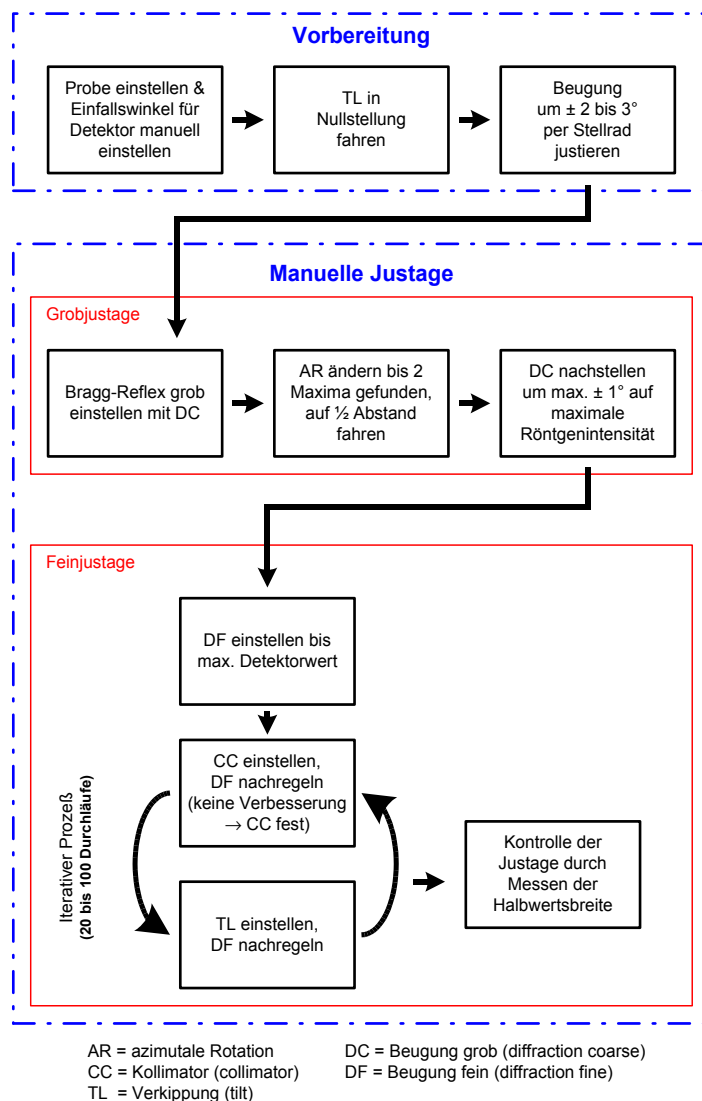 Vorbereitung
Probe einstellen &
Einfallswinkel für
Detektor manuell
einstellen
TL in
Nullstellung
fahren
Beugung
um ± 2 bis 3°
per Stellrad
justieren
Manuelle Justage
Grobjustage
Bragg-Reflex grob
einstellen mit DC
AR ändern bis 2
Maxima gefunden,
auf ½ Abstand
fahren
DC nachstellen
um max. ± 1° auf
maximale
Röntgenintensität
Feinjustage
DF einstellen bis
max. Detektorwert
CC einstellen,
DF nachregeln
(keine Verbesserung
→ CC fest)
Iterativer Prozeß
(20 bis 100 Durchläufe)
TL einstellen,
DF nachregeln
Kontrolle der
Justage durch
Messen der
Halbwertsbreite
AR = azimutale Rotation
CC = Kollimator (collimator)
TL = Verkippung (tilt)
DC = Beugung grob (diffraction coarse)
DF = Beugung fein (diffraction fine)